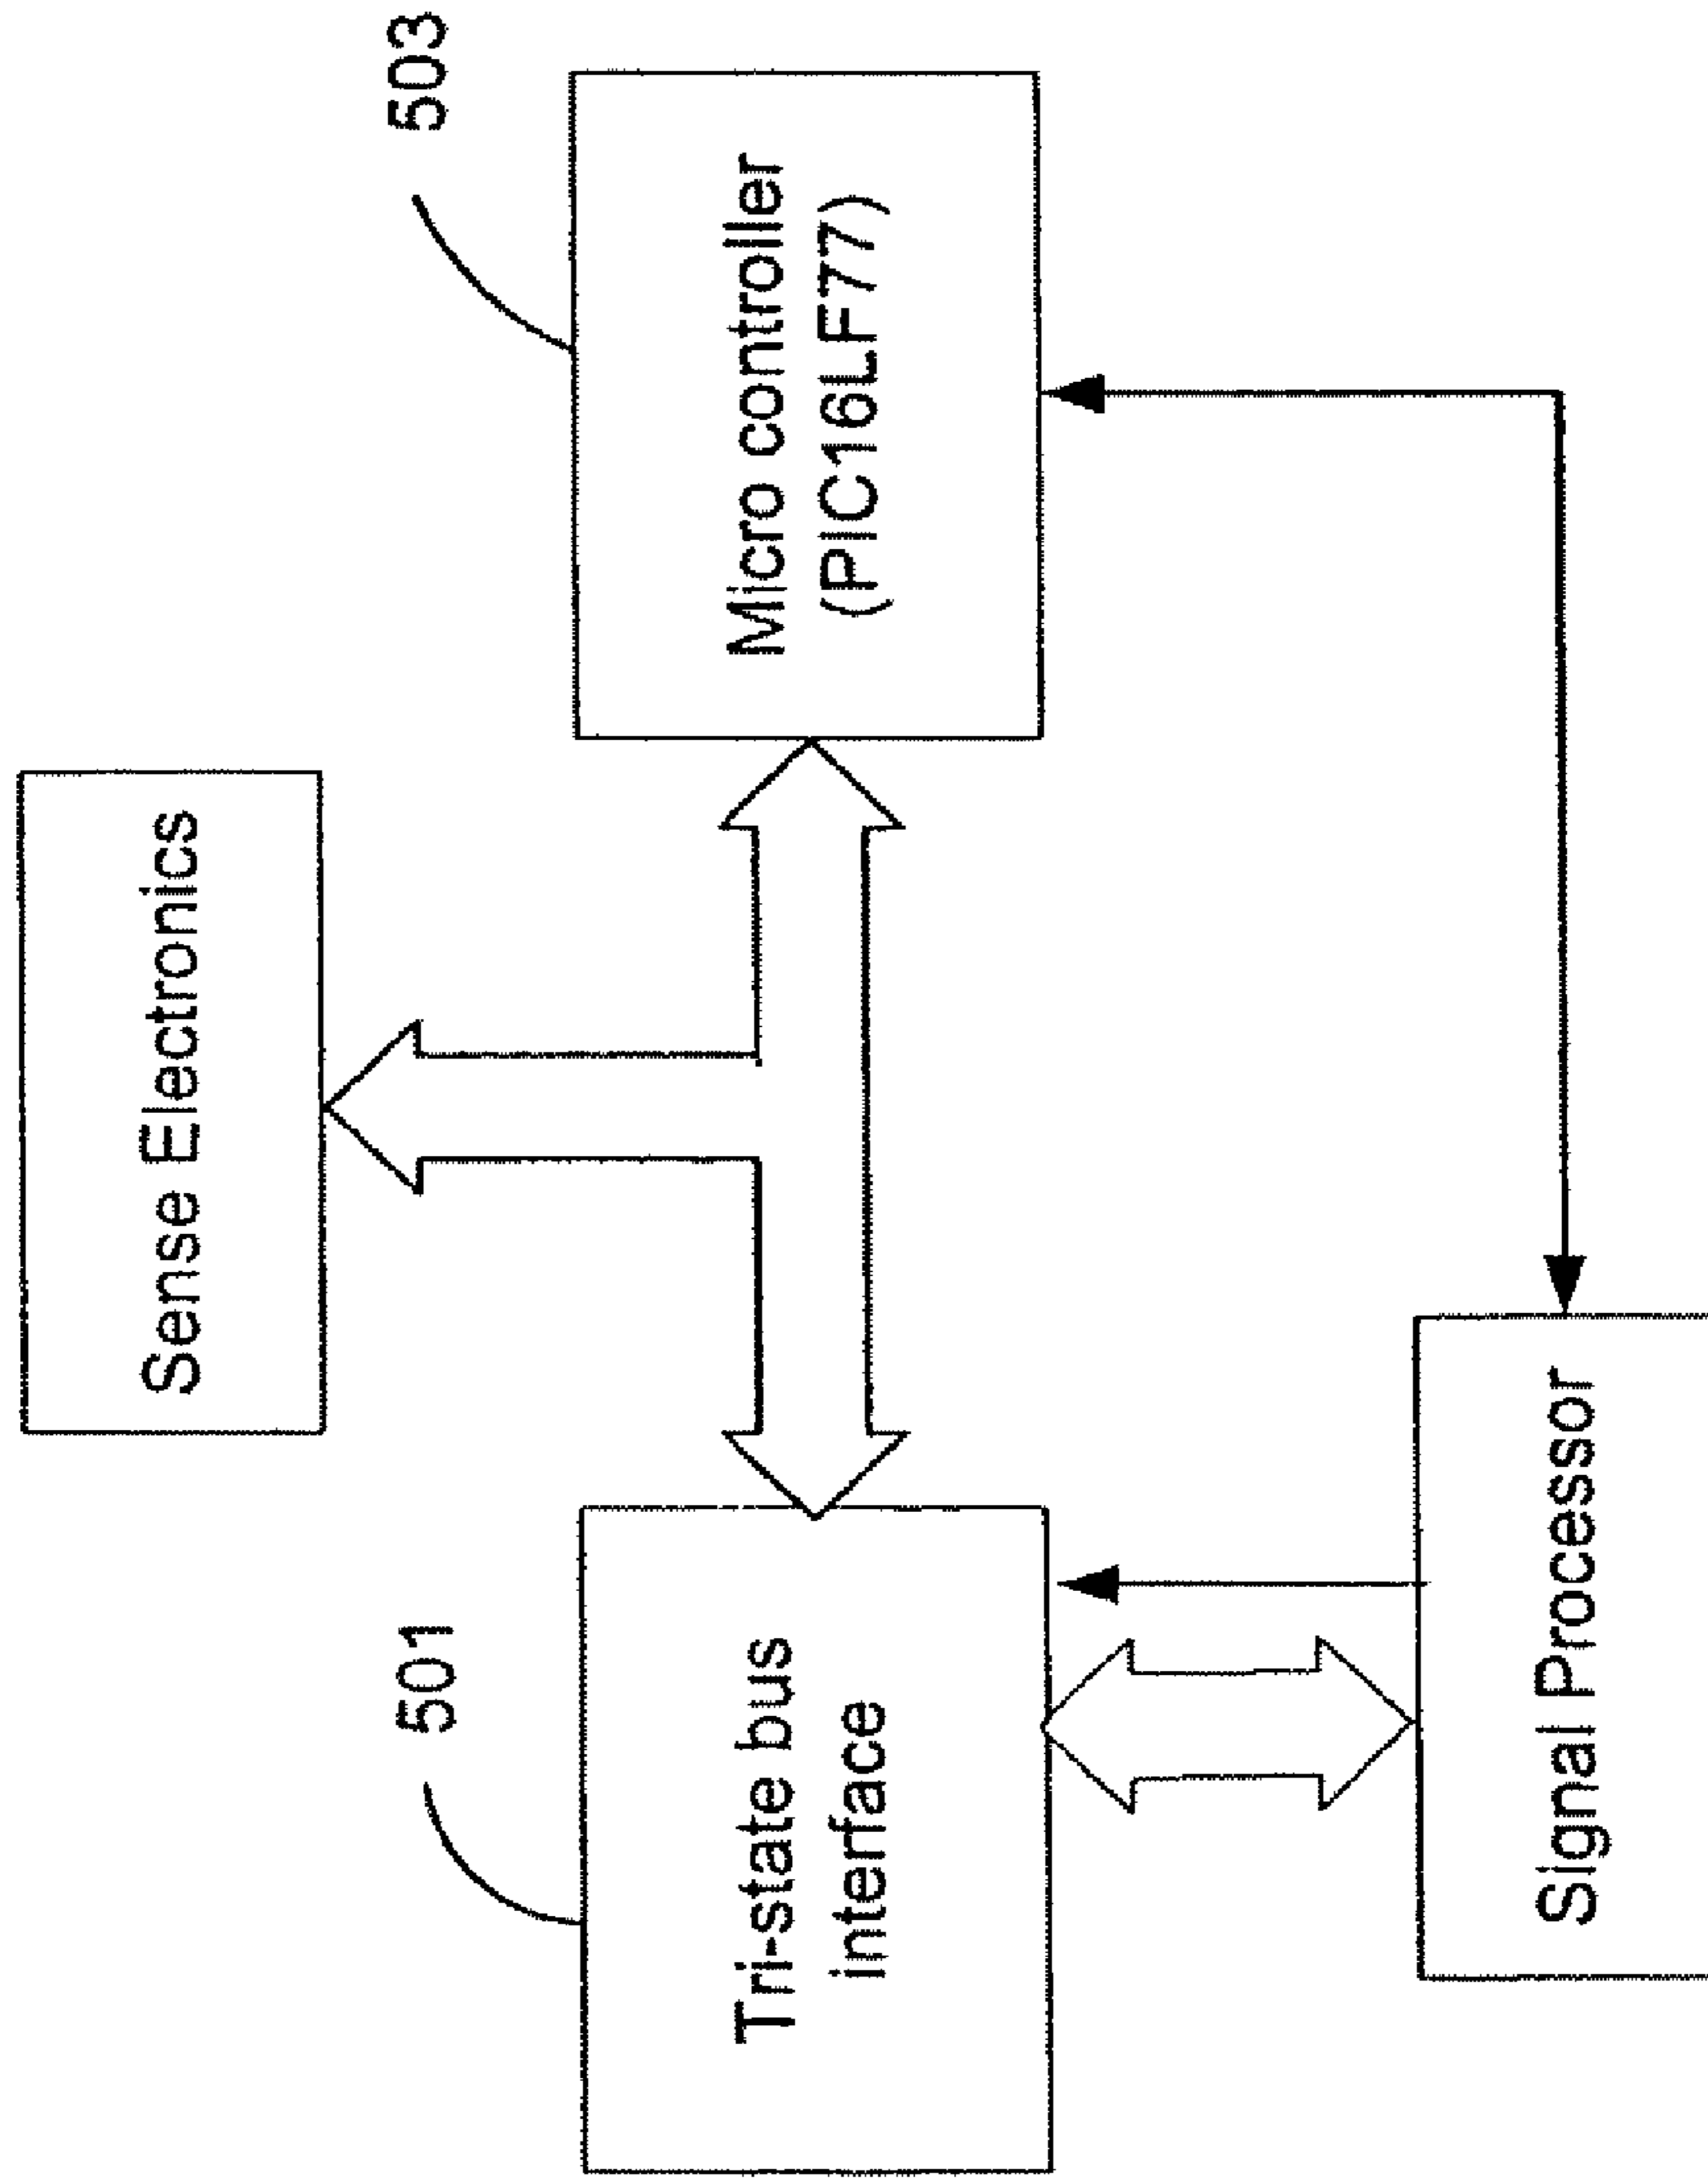 Sense Electronics
501
503
Tri-state bus
interface
Micro controller
(PIC16LF77)
Signal Processor